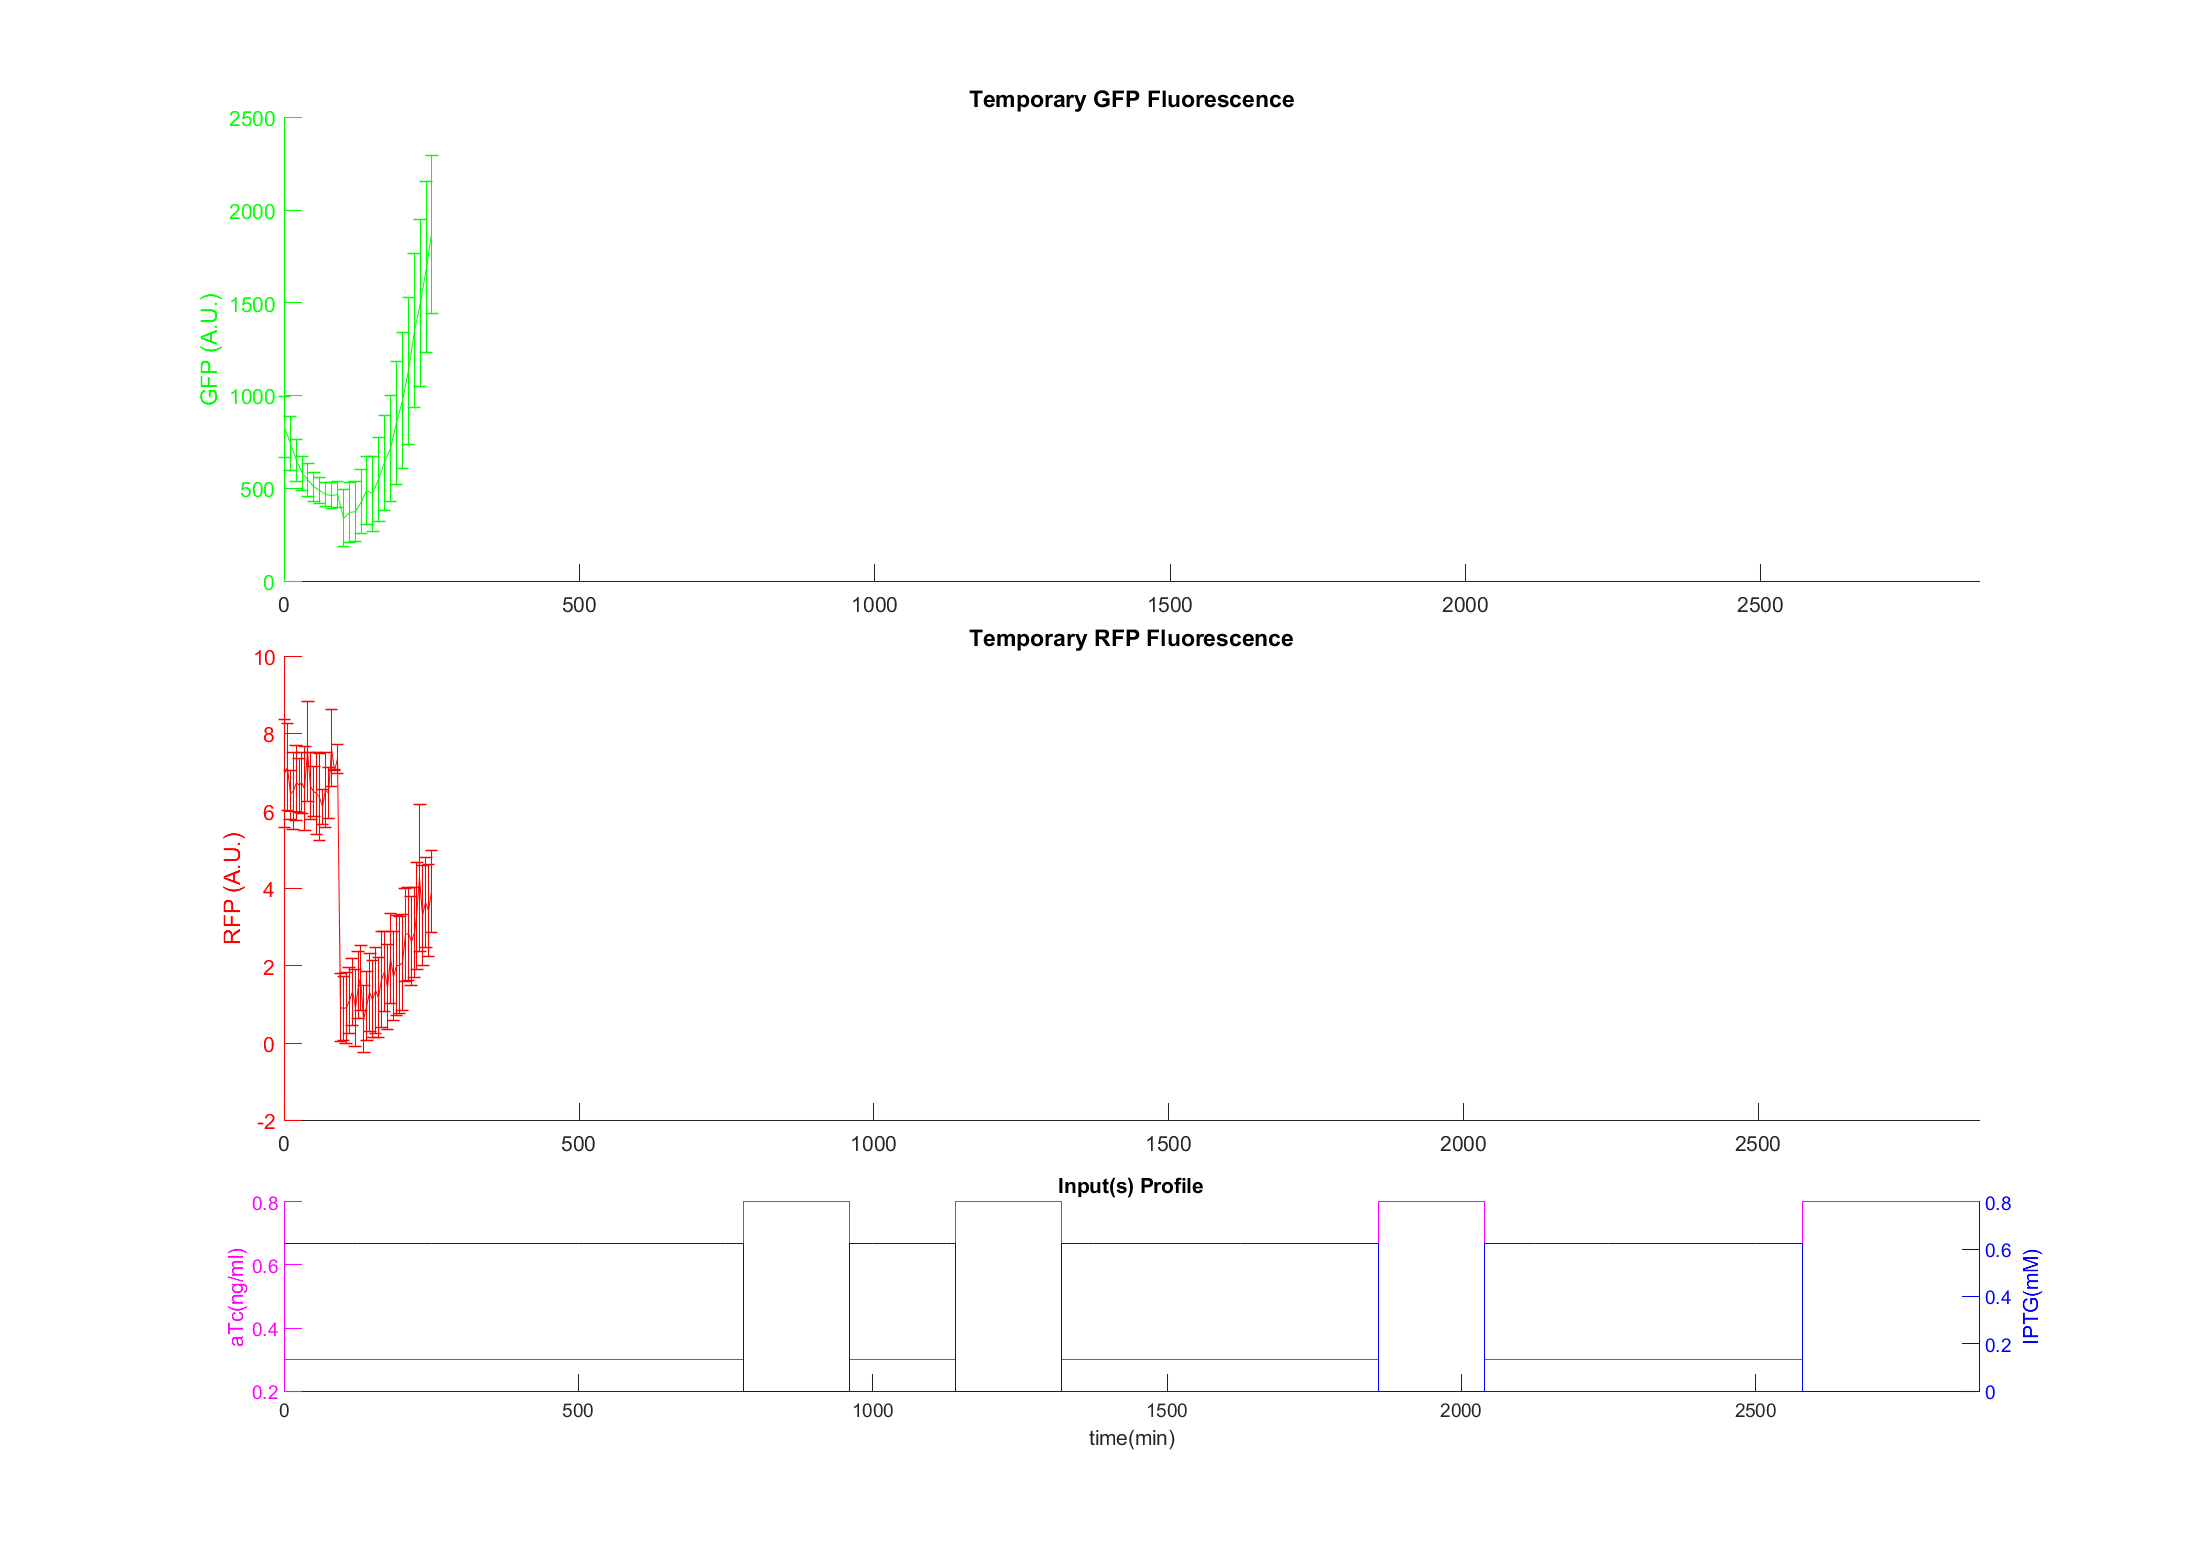 Temporary GFP Fluorescence
2500
2000
1500
1000
500
0
GFP (A.U.)
0 500 1000 1500 2000 2500
Temporary RFP Fluorescence
10
8
6
4
2
0
-2
RFP (A.U.)
0 500 1000 1500 2000 2500
Input(s) Profile
0.8 0.8
0.6 0.6
0.4 0.4
0.2
0.2 0
aTc(ng/ml)
IPTG(mM)
0 500 1000 1500 2000 2500
time(min)